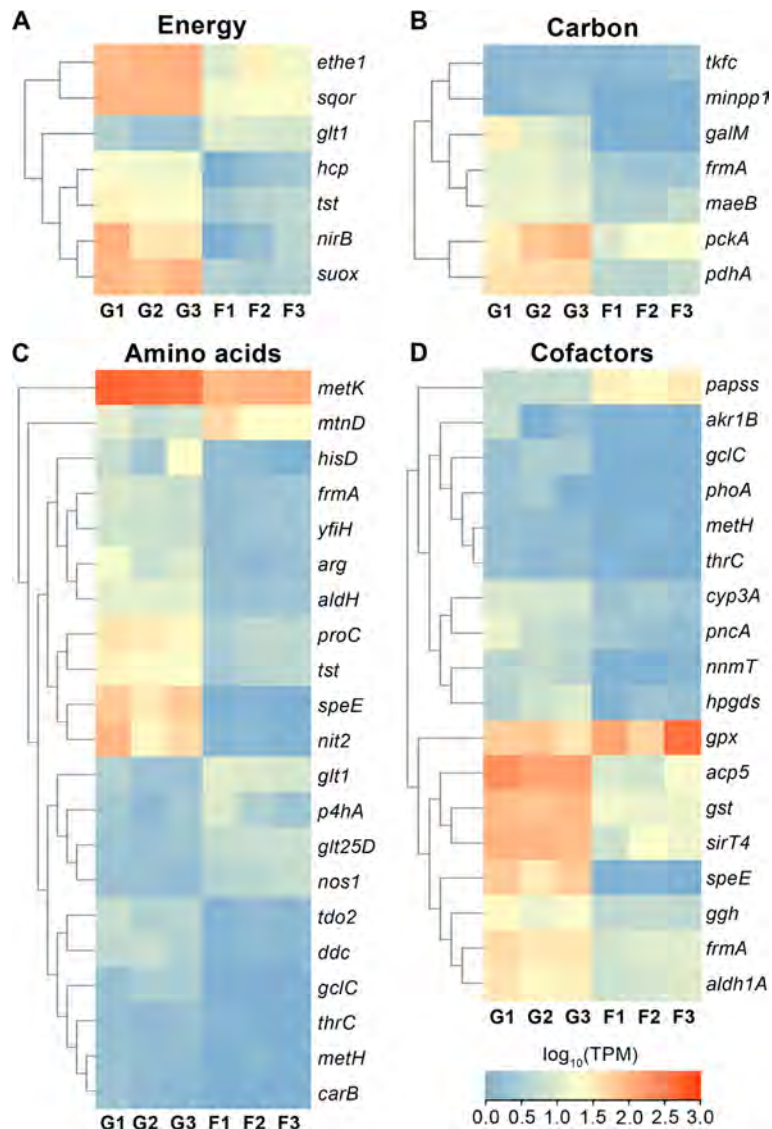 A Energy
ethe1
sqor
glt1
hcp
tst
nirB
suox
G1 G2 G3 F1 F2 F3
B Carbon
tkfc
minpp1
galM
frmA
maeB
pckA
pdhA
G1 G2 G3 F1 F2 F3
C Amino acids
metK
mtnD
hisD
frmA
yfiH
arg
aldH
proC
tst
speE
nit2
glt1
p4hA
glt25D
nos1
tdo2
ddc
gclC
thrC
metH
carB
G1 G2 G3 F1 F2 F3
D Cofactors
papss
akr1B
gclC
phoA
metH
thrC
cyp3A
pncA
nnmT
hpgds
gpx
acp5
gst
sirT4
speE
ggh
frmA
aldh1A
G1 G2 G3 F1 F2 F3
log10(TPM)
0.0 0.5 1.0 1.5 2.0 2.5 3.0